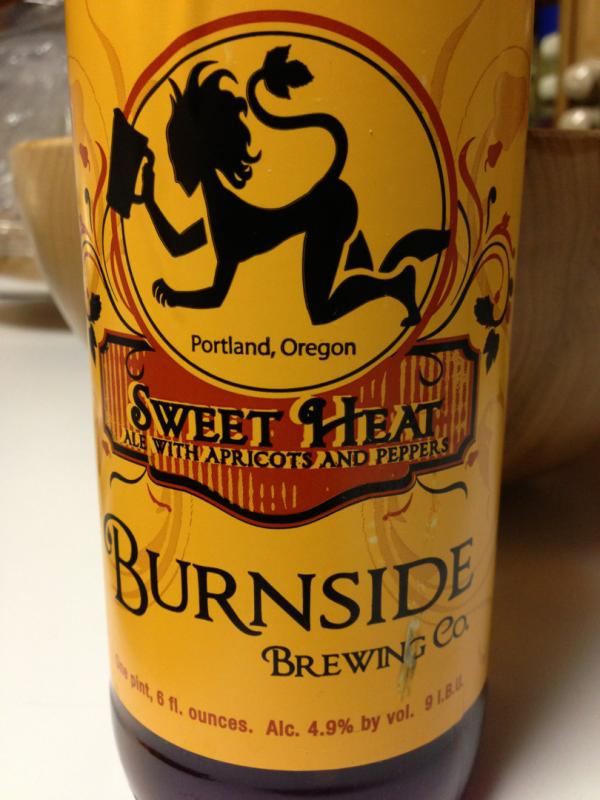 Portland, Oregon
SWEET HEAT
ALE WITH APRICOTS AND PEPPERS
BURNSIDE
BREWING CO.
One pint, 6 fl. ounces. Alc. 4.9% by vol. 9 I.B.U.